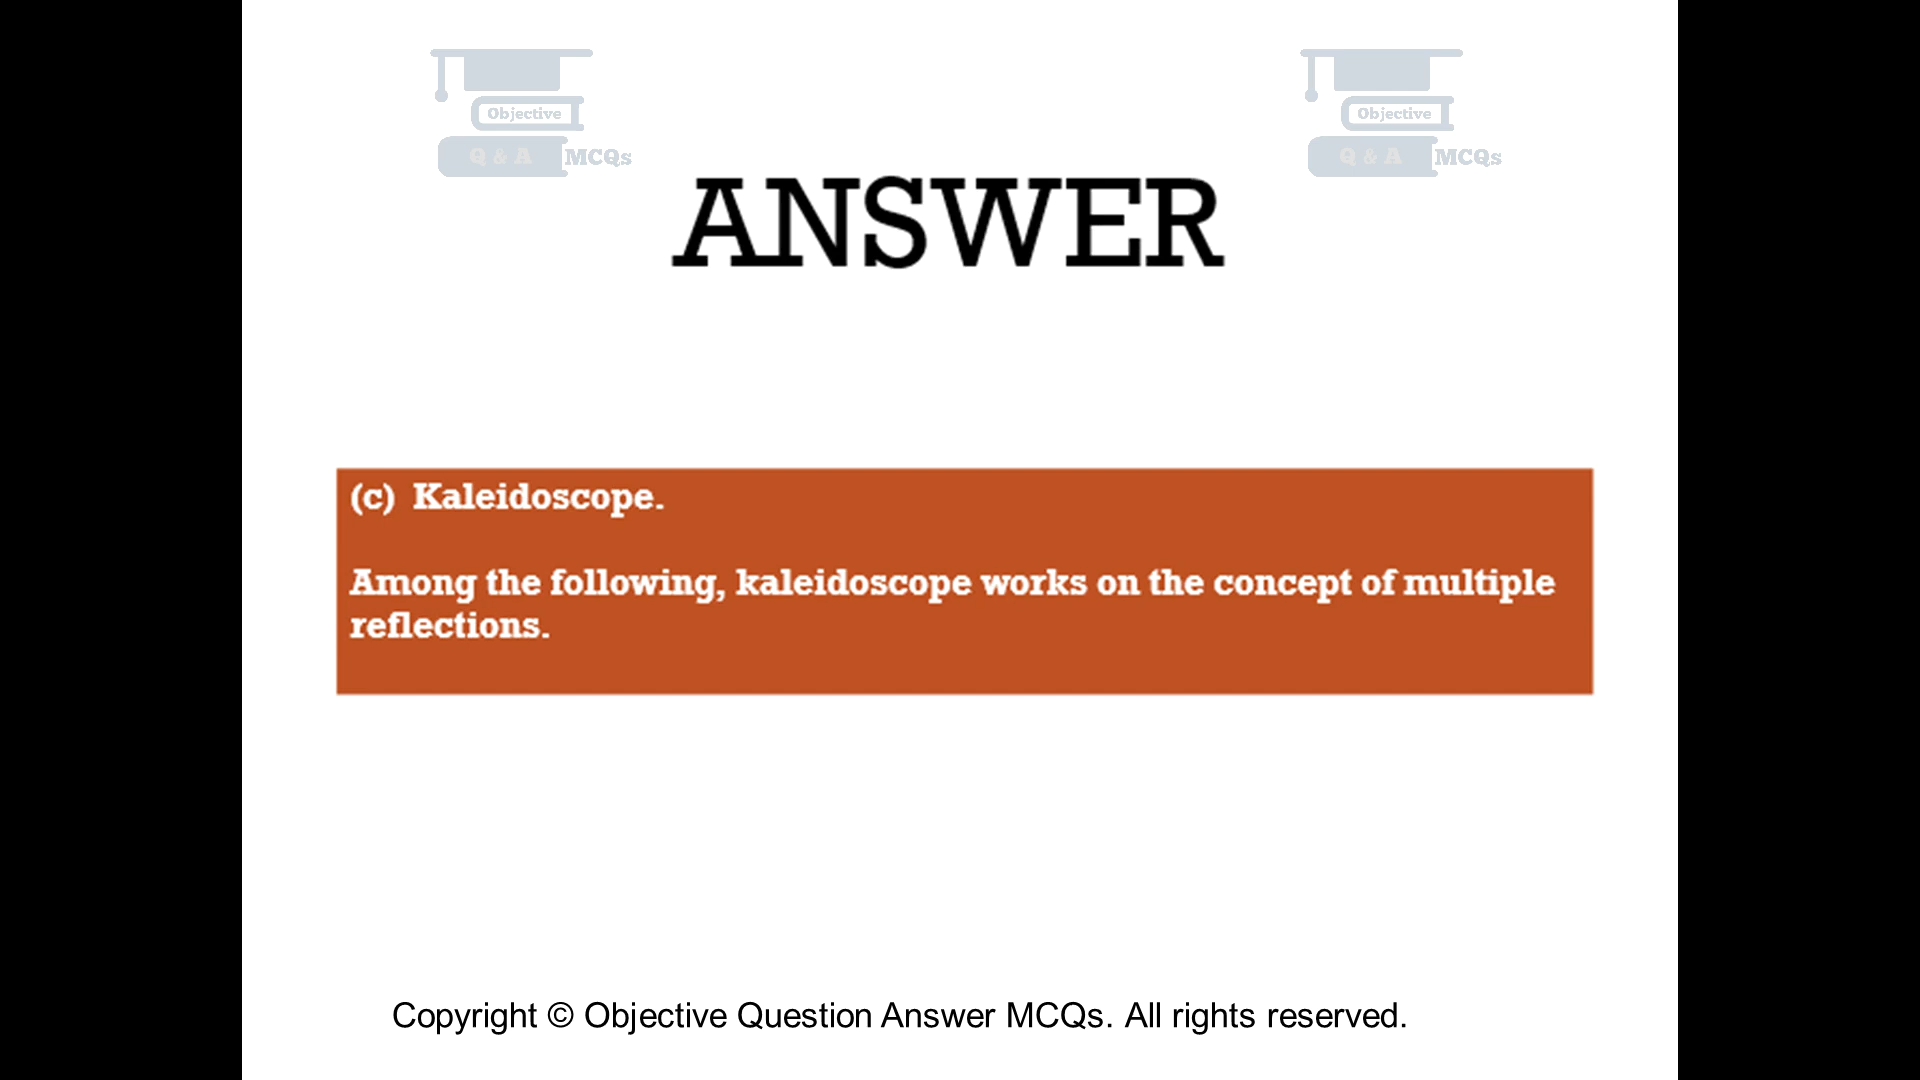 Objective
Q & A MCQs
Objective
Q & A MCQs
ANSWER
(c) Kaleidoscope.
Among the following, kaleidoscope works on the concept of multiple
reflections.
Copyright © Objective Question Answer MCQs. All rights reserved.